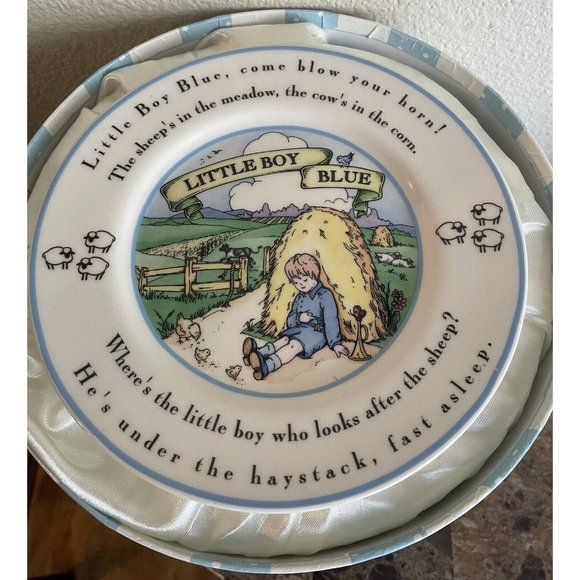 Little Boy Blue, come blow your horn!
The sheep's in the meadow, the cow's in the corn.
LITTLE BOY
BLUE
Where's the little boy who looks after the sheep?
He's under the haystack, fast asleep.